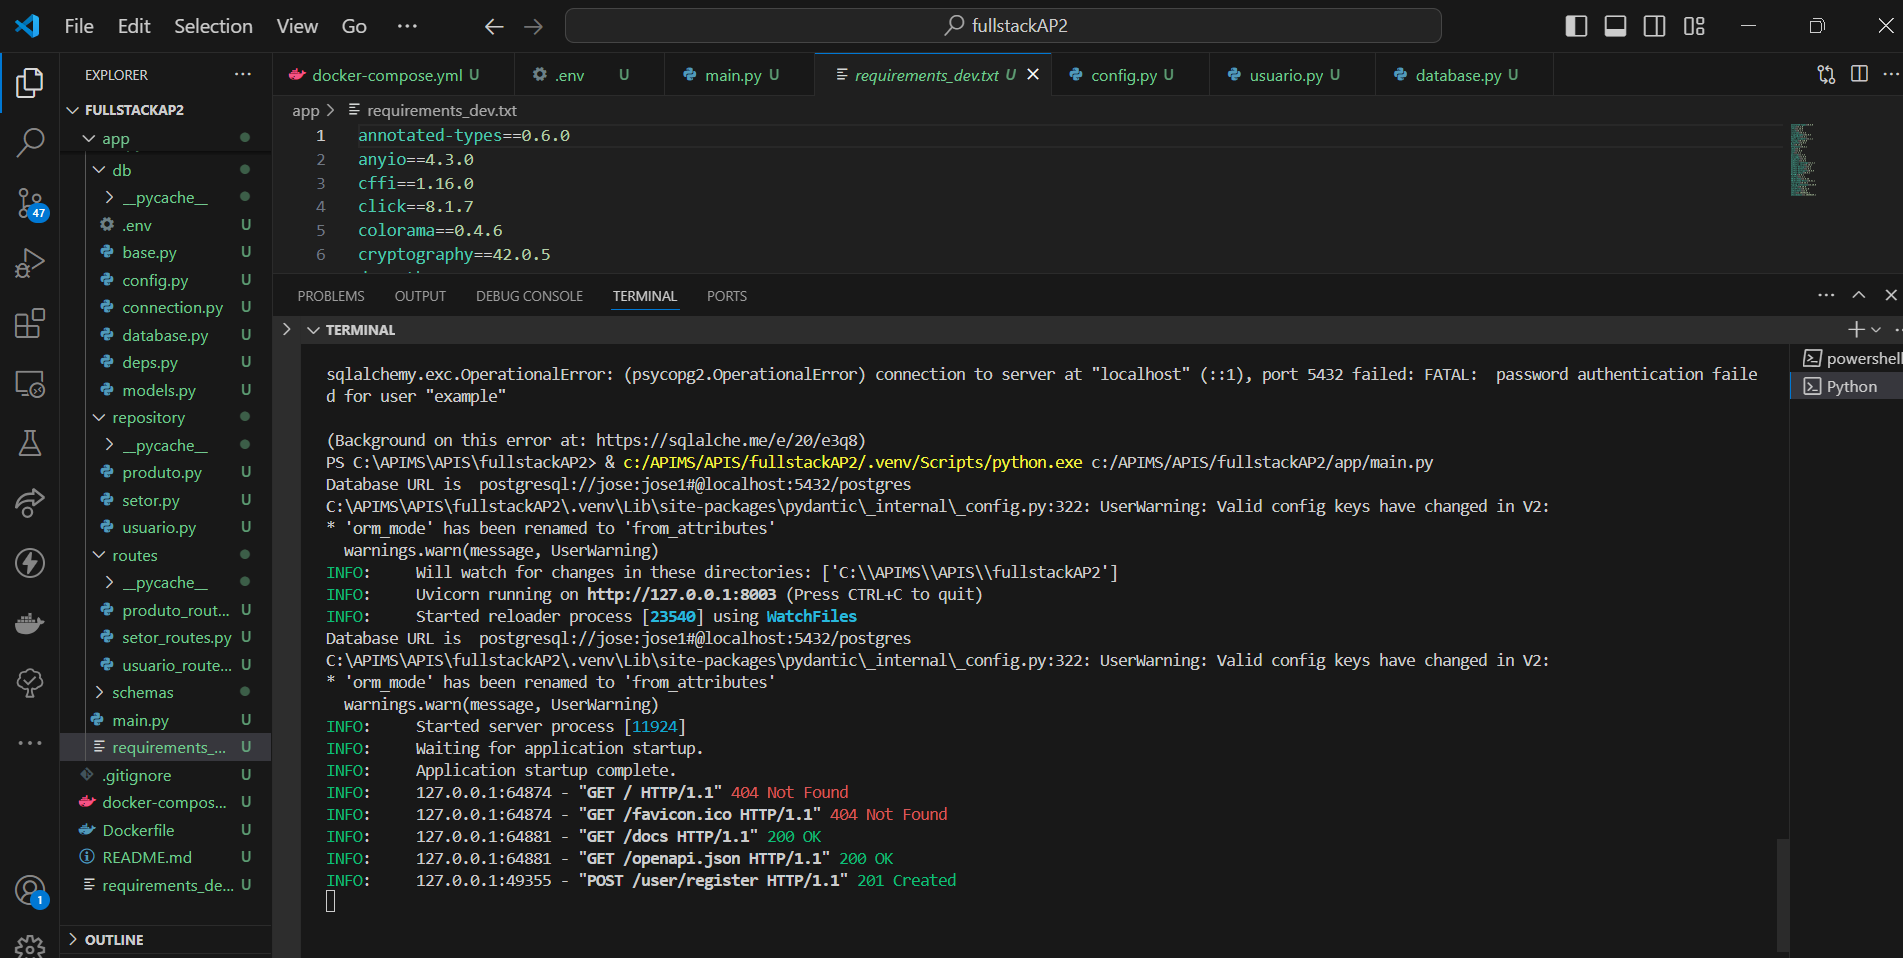 File Edit Selection View Go ··· fullstackAP2
EXPLORER ···
FULLSTACKAP2
app
db
__pycache__
.env U
base.py U
config.py U
connection.py U
database.py U
deps.py U
models.py U
repository
__pycache__
produto.py U
setor.py U
usuario.py U
routes
__pycache__
produto_rout... U
setor_routes.py U
usuario_route... U
schemas
main.py U
requirements_... U
.gitignore U
docker-compos... U
Dockerfile U
README.md U
requirements_de... U
OUTLINE
47
1
docker-compose.yml U .env U main.py U requirements_dev.txt U config.py U usuario.py U database.py U
app > requirements_dev.txt
1 annotated-types==0.6.0
2 anyio==4.3.0
3 cffi==1.16.0
4 click==8.1.7
5 colorama==0.4.6
6 cryptography==42.0.5
PROBLEMS OUTPUT DEBUG CONSOLE TERMINAL PORTS
TERMINAL
powershell
Python
sqlalchemy.exc.OperationalError: (psycopg2.OperationalError) connection to server at "localhost" (::1), port 5432 failed: FATAL:  password authentication faile
d for user "example"
(Background on this error at: https://sqlalche.me/e/20/e3q8)
PS C:\APIMS\APIS\fullstackAP2> & c:/APIMS/APIS/fullstackAP2/.venv/Scripts/python.exe c:/APIMS/APIS/fullstackAP2/app/main.py
Database URL is  postgresql://jose:jose1#@localhost:5432/postgres
C:\APIMS\APIS\fullstackAP2\.venv\Lib\site-packages\pydantic\_internal\_config.py:322: UserWarning: Valid config keys have changed in V2:
* 'orm_mode' has been renamed to 'from_attributes'
  warnings.warn(message, UserWarning)
INFO:     Will watch for changes in these directories: ['C:\\APIMS\\APIS\\fullstackAP2']
INFO:     Uvicorn running on http://127.0.0.1:8003 (Press CTRL+C to quit)
INFO:     Started reloader process [23540] using WatchFiles
Database URL is  postgresql://jose:jose1#@localhost:5432/postgres
C:\APIMS\APIS\fullstackAP2\.venv\Lib\site-packages\pydantic\_internal\_config.py:322: UserWarning: Valid config keys have changed in V2:
* 'orm_mode' has been renamed to 'from_attributes'
  warnings.warn(message, UserWarning)
INFO:     Started server process [11924]
INFO:     Waiting for application startup.
INFO:     Application startup complete.
INFO:     127.0.0.1:64874 - "GET / HTTP/1.1" 404 Not Found
INFO:     127.0.0.1:64874 - "GET /favicon.ico HTTP/1.1" 404 Not Found
INFO:     127.0.0.1:64881 - "GET /docs HTTP/1.1" 200 OK
INFO:     127.0.0.1:64881 - "GET /openapi.json HTTP/1.1" 200 OK
INFO:     127.0.0.1:49355 - "POST /user/register HTTP/1.1" 201 Created